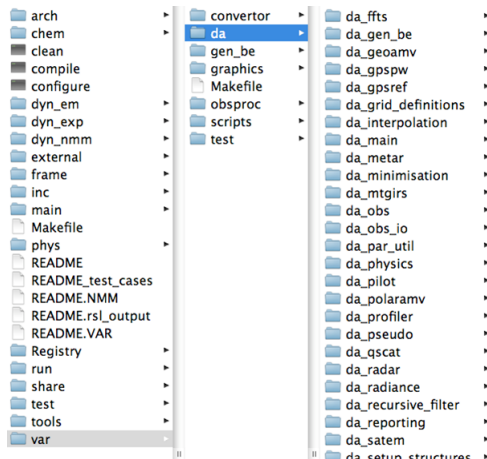 arch
chem
clean
compile
configure
dyn_em
dyn_exp
dyn_nmm
external
frame
inc
main
Makefile
phys
README
README_test_cases
README.NMM
README.rsl_output
README.VAR
Registry
run
share
test
tools
var
convertor
da
gen_be
graphics
Makefile
obsproc
scripts
test
da_ffts
da_gen_be
da_geoamv
da_gpspw
da_gpsref
da_grid_definitions
da_interpolation
da_main
da_metar
da_minimisation
da_mtgirs
da_obs
da_obs_io
da_par_util
da_physics
da_pilot
da_polaramv
da_profiler
da_pseudo
da_qscat
da_radar
da_radiance
da_recursive_filter
da_reporting
da_satem
da_setup_structures